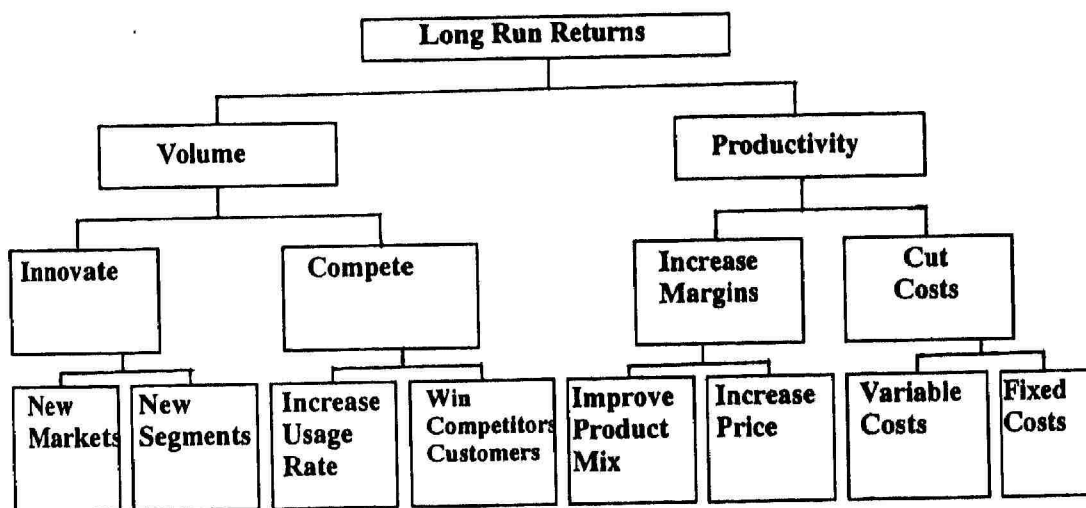 Long Run Returns
Volume
Productivity
Innovate
Compete
Increase
Margins
Cut
Costs
New
Markets
New
Segments
Increase
Usage
Rate
Win
Competitors
Customers
Improve
Product
Mix
Increase
Price
Variable
Costs
Fixed
Costs